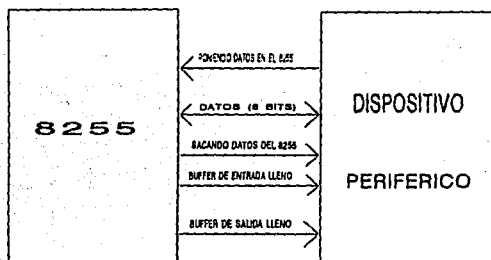 PONIENDO DATOS EN EL 8255
DATOS (8 BITS)
8255
DISPOSITIVO
PERIFERICO
SACANDO DATOS DEL 8255
BUFFER DE ENTRADA LLENO
BUFFER DE SALIDA LLENO